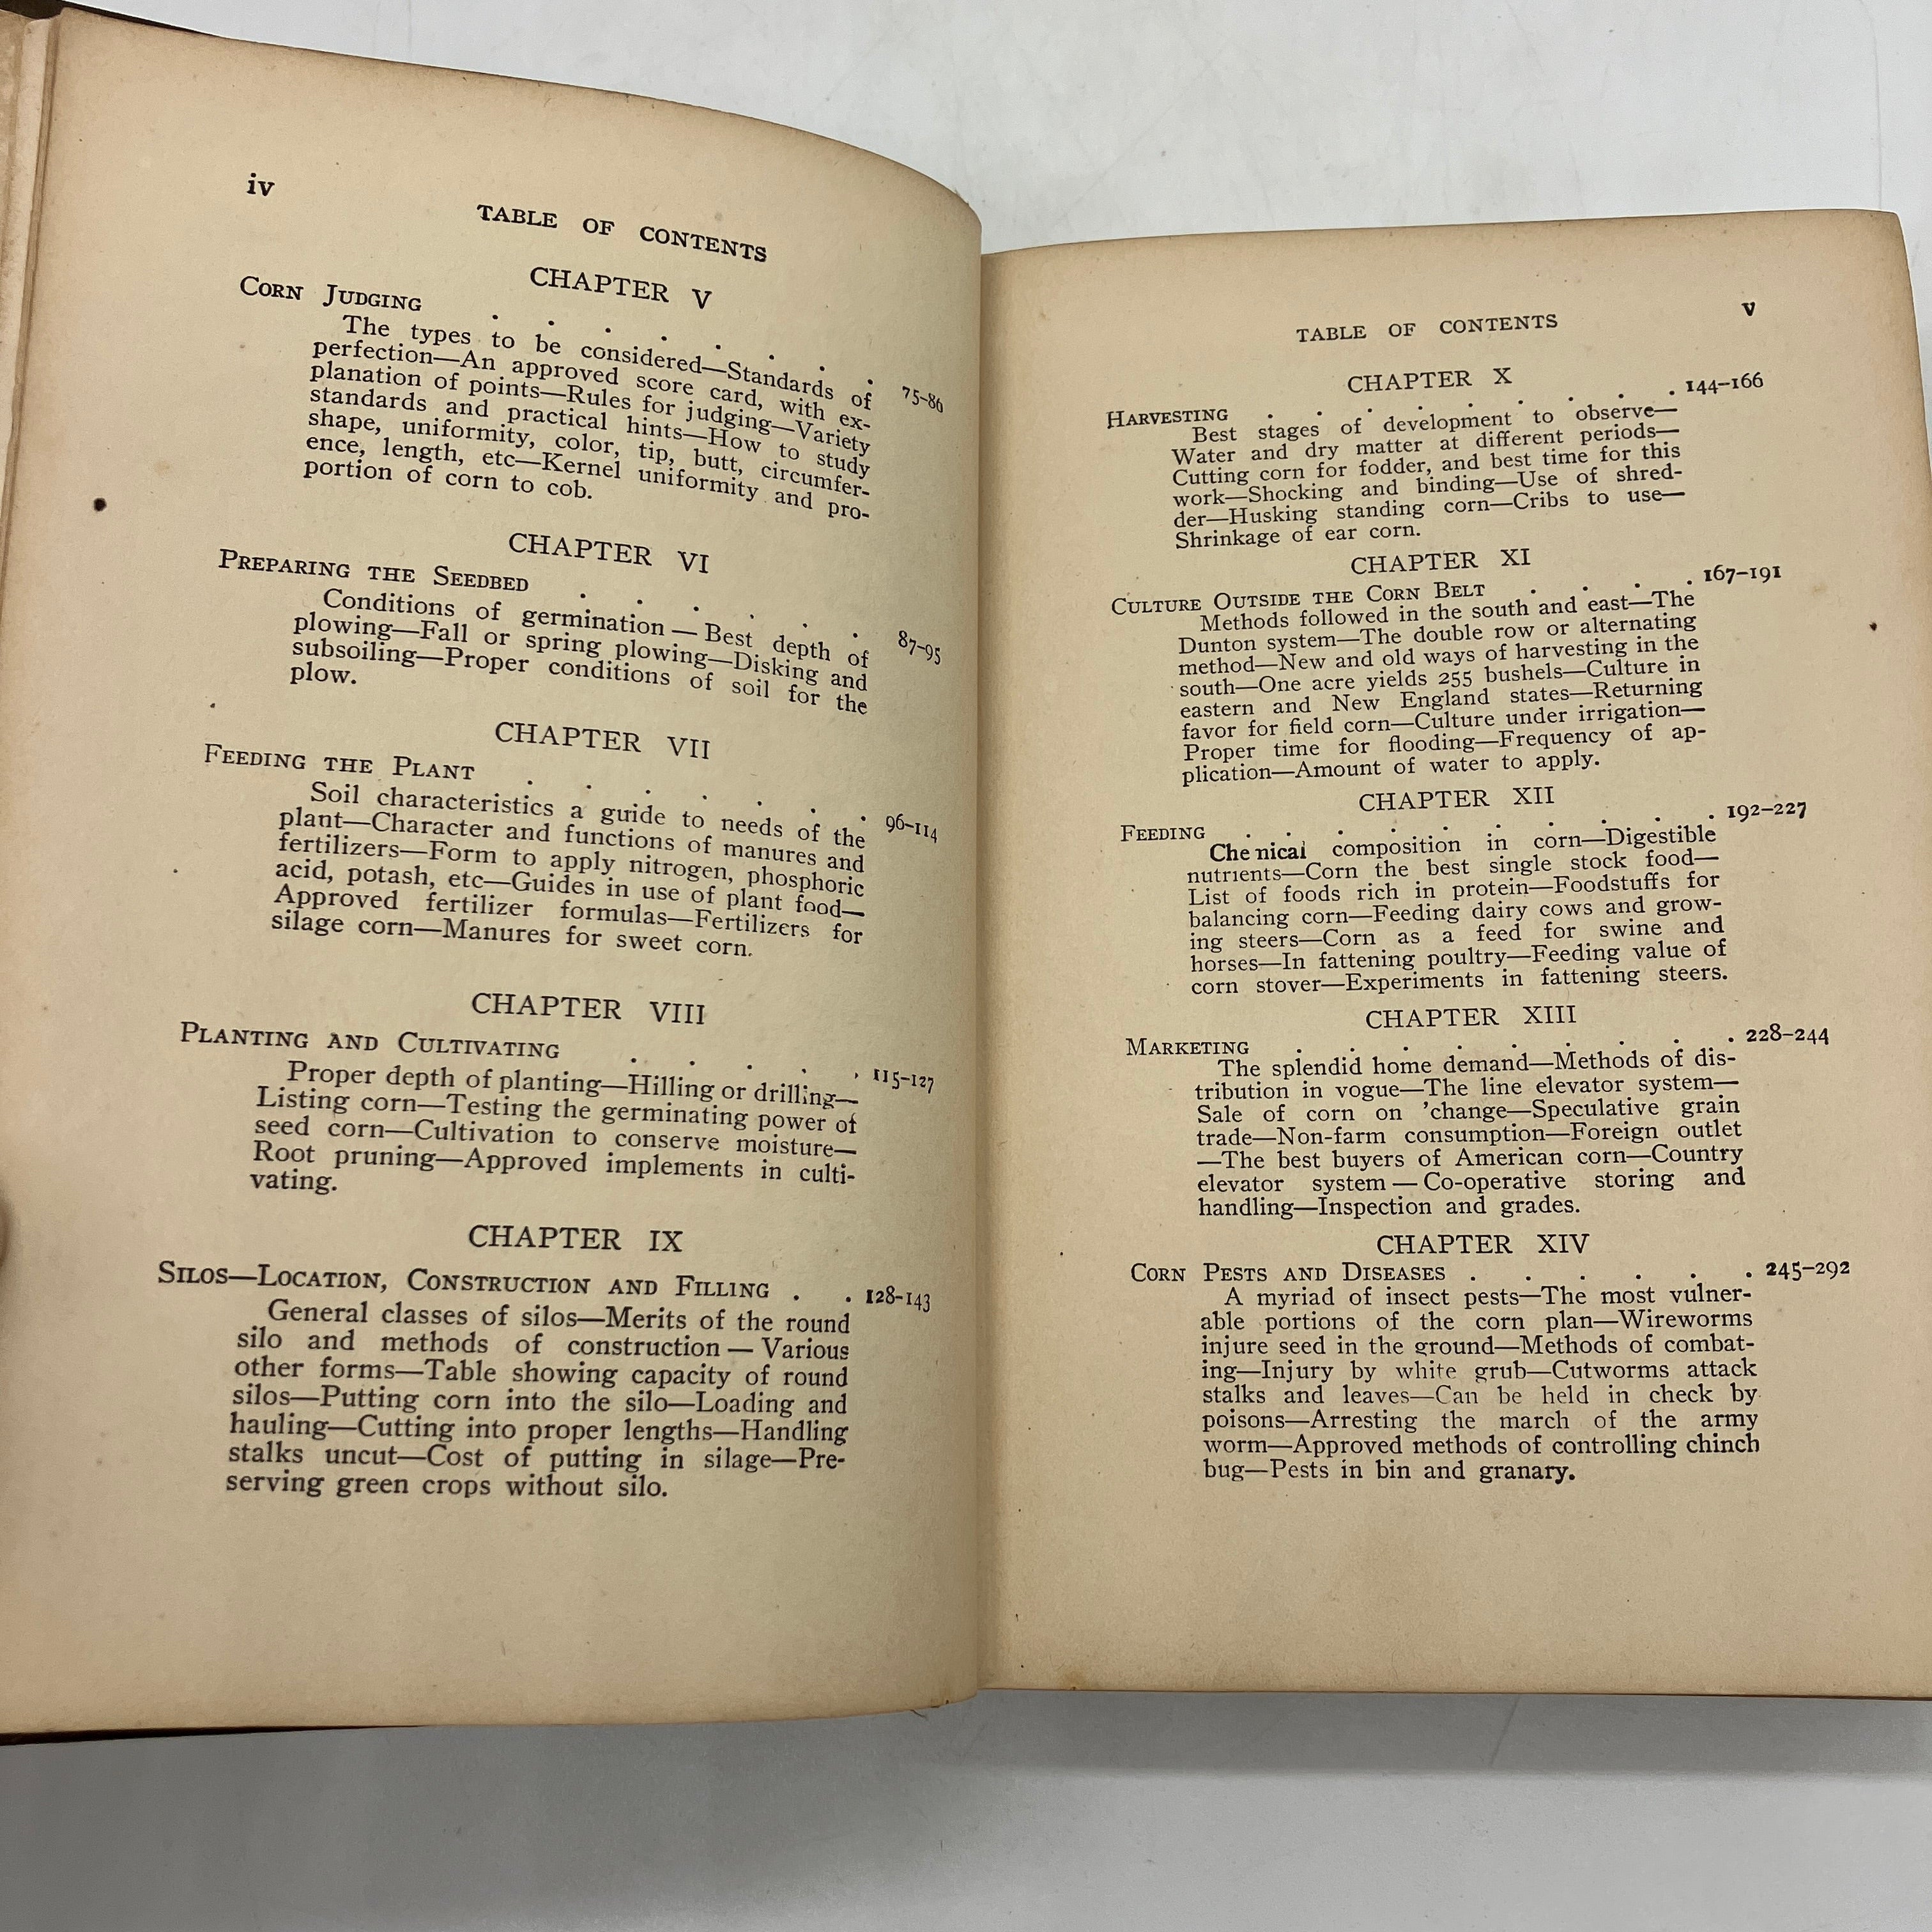 iv
TABLE OF CONTENTS
CHAPTER V
CORN JUDGING . . . . . . . . 75-86
The types to be considered—Standards of
perfection—An approved score card, with ex-
planation of points—Rules for judging—Variety
standards and practical hints—How to study
shape, uniformity, color, tip, butt, circumfer-
ence, length, etc—Kernel uniformity and pro-
portion of corn to cob.
CHAPTER VI
PREPARING THE SEEDBED . . . . . . 87-95
Conditions of germination — Best depth of
plowing—Fall or spring plowing—Disking and
subsoiling—Proper conditions of soil for the
plow.
CHAPTER VII
FEEDING THE PLANT . . . . . . . 96-114
Soil characteristics a guide to needs of the
plant—Character and functions of manures and
fertilizers—Form to apply nitrogen, phosphoric
acid, potash, etc—Guides in use of plant food—
Approved fertilizer formulas—Fertilizers for
silage corn—Manures for sweet corn.
CHAPTER VIII
PLANTING AND CULTIVATING . . . . . 115-127
Proper depth of planting—Hilling or drilling—
Listing corn—Testing the germinating power of
seed corn—Cultivation to conserve moisture—
Root pruning—Approved implements in culti-
vating.
CHAPTER IX
SILOS—LOCATION, CONSTRUCTION AND FILLING . . 128-143
General classes of silos—Merits of the round
silo and methods of construction — Various
other forms—Table showing capacity of round
silos—Putting corn into the silo—Loading and
hauling—Cutting into proper lengths—Handling
stalks uncut—Cost of putting in silage—Pre-
serving green crops without silo.
v
TABLE OF CONTENTS
CHAPTER X
HARVESTING . . . . . . . . . 144-166
Best stages of development to observe—
Water and dry matter at different periods—
Cutting corn for fodder, and best time for this
work—Shocking and binding—Use of shred-
der—Husking standing corn—Cribs to use—
Shrinkage of ear corn.
CHAPTER XI
CULTURE OUTSIDE THE CORN BELT . . . . 167-191
Methods followed in the south and east—The
Dunton system—The double row or alternating
method—New and old ways of harvesting in the
south—One acre yields 255 bushels—Culture in
eastern and New England states—Returning
favor for field corn—Culture under irrigation—
Proper time for flooding—Frequency of ap-
plication—Amount of water to apply.
CHAPTER XII
FEEDING . . . . . . . . . 192-227
Che nical composition in corn—Digestible
nutrients—Corn the best single stock food—
List of foods rich in protein—Foodstuffs for
balancing corn—Feeding dairy cows and grow-
ing steers—Corn as a feed for swine and
horses—In fattening poultry—Feeding value of
corn stover—Experiments in fattening steers.
CHAPTER XIII
MARKETING . . . . . . . . . 228-244
The splendid home demand—Methods of dis-
tribution in vogue—The line elevator system—
Sale of corn on 'change—Speculative grain
trade—Non-farm consumption—Foreign outlet
—The best buyers of American corn—Country
elevator system — Co-operative storing and
handling—Inspection and grades.
CHAPTER XIV
CORN PESTS AND DISEASES . . . . . . 245-292
A myriad of insect pests—The most vulner-
able portions of the corn plan—Wireworms
injure seed in the ground—Methods of combat-
ing—Injury by white grub—Cutworms attack
stalks and leaves—Can be held in check by
poisons—Arresting the march of the army
worm—Approved methods of controlling chinch
bug—Pests in bin and granary.